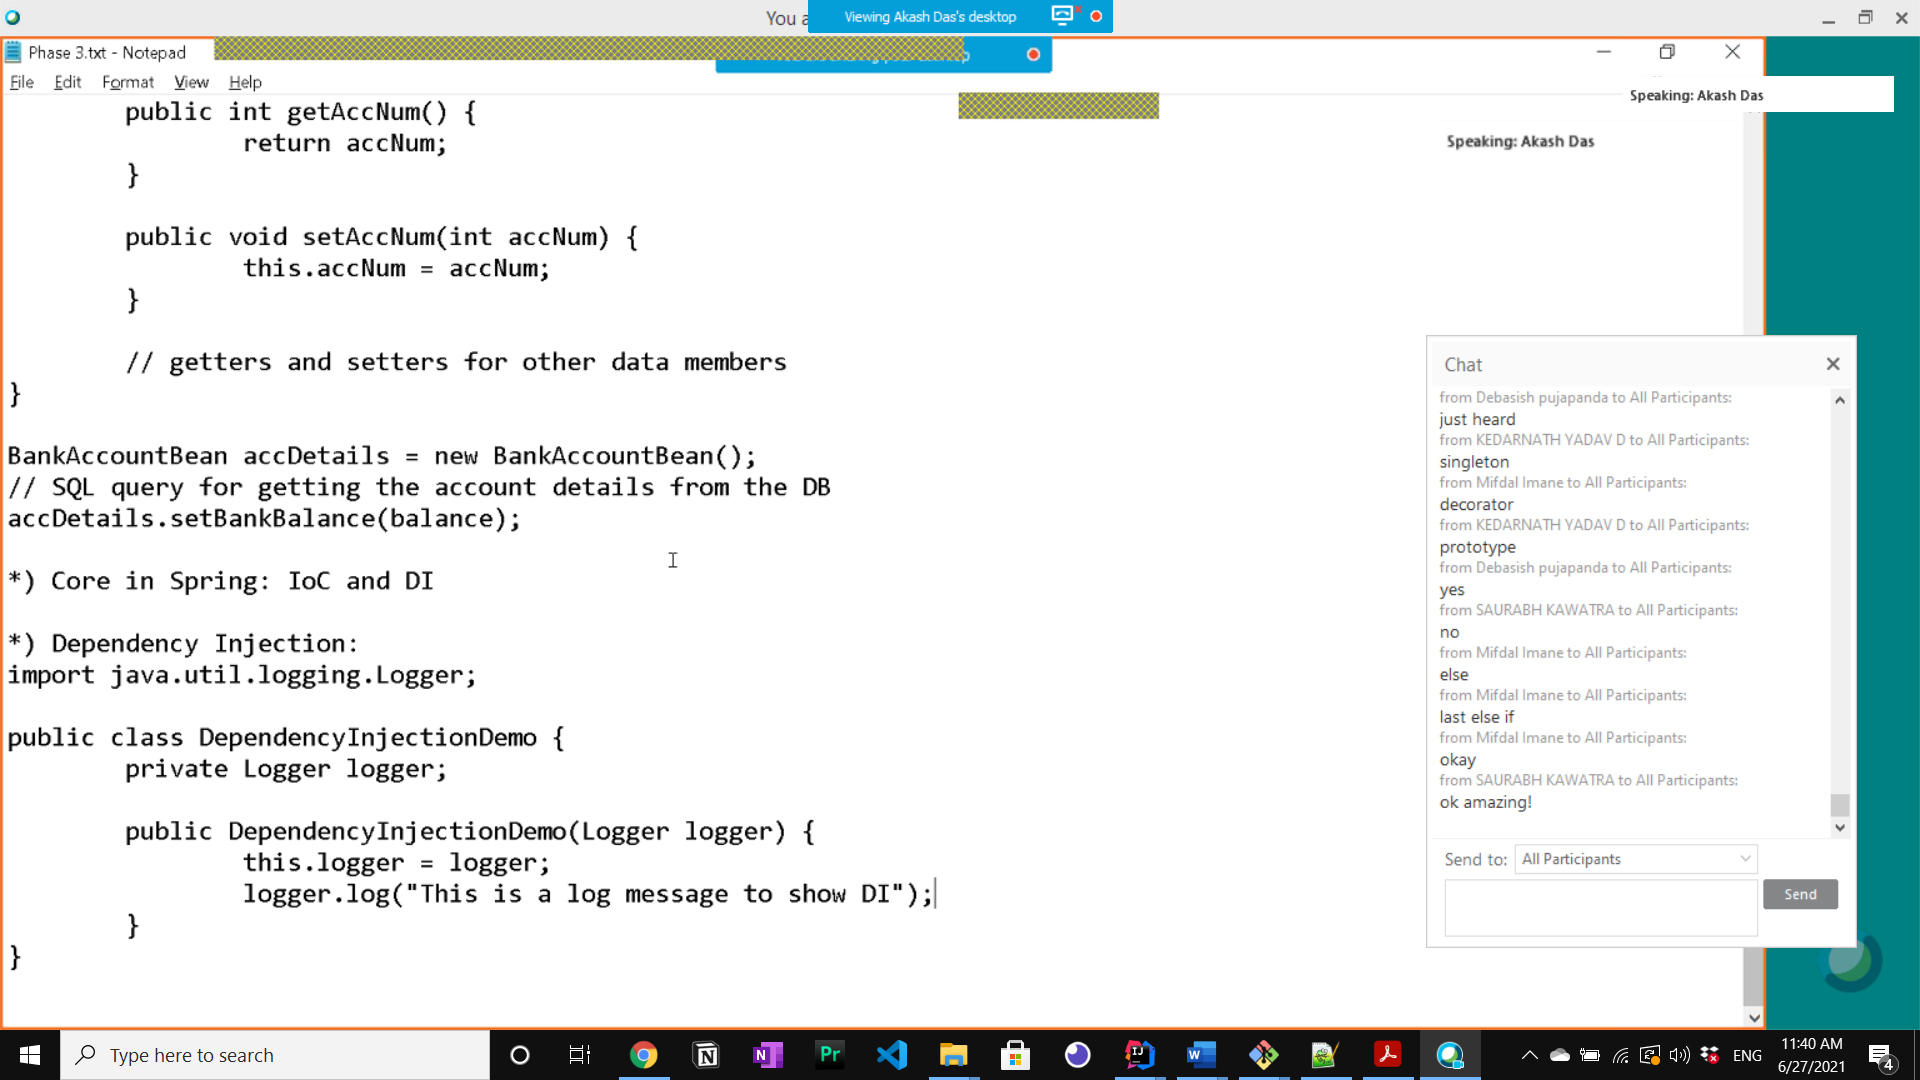 You a
Viewing Akash Das's desktop
Phase 3.txt - Notepad
File Edit Format View Help
Speaking: Akash Das
Speaking: Akash Das
public int getAccNum() {
return accNum;
}
public void setAccNum(int accNum) {
this.accNum = accNum;
}
// getters and setters for other data members
}
BankAccountBean accDetails = new BankAccountBean();
// SQL query for getting the account details from the DB
accDetails.setBankBalance(balance);
*) Core in Spring: IoC and DI
*) Dependency Injection:
import java.util.logging.Logger;
public class DependencyInjectionDemo {
private Logger logger;
public DependencyInjectionDemo(Logger logger) {
this.logger = logger;
logger.log("This is a log message to show DI");
}
}
Chat
from Debasish pujapanda to All Participants:
just heard
from KEDARNATH YADAV D to All Participants:
singleton
from Mifdal Imane to All Participants:
decorator
from KEDARNATH YADAV D to All Participants:
prototype
from Debasish pujapanda to All Participants:
yes
from SAURABH KAWATRA to All Participants:
no
from Mifdal Imane to All Participants:
else
from Mifdal Imane to All Participants:
last else if
from Mifdal Imane to All Participants:
okay
from SAURABH KAWATRA to All Participants:
ok amazing!
Send to: All Participants
Send
Type here to search
N
N
Pr
IJ
W
ENG
11:40 AM
6/27/2021
4